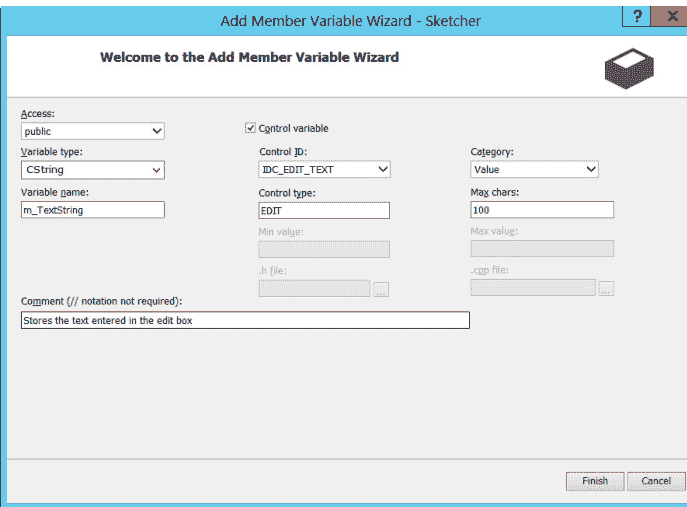 Add Member Variable Wizard - Sketcher
? x
Welcome to the Add Member Variable Wizard
Access:
public
Control variable
Variable type:
Control ID:
Category:
CString
IDC_EDIT_TEXT
Value
Variable name:
Control type:
Max chars:
m_TextString
EDIT
100
Min value:
Max value:
.h file:
.cpp file:
...
...
Comment (// notation not required):
Stores the text entered in the edit box
Finish
Cancel